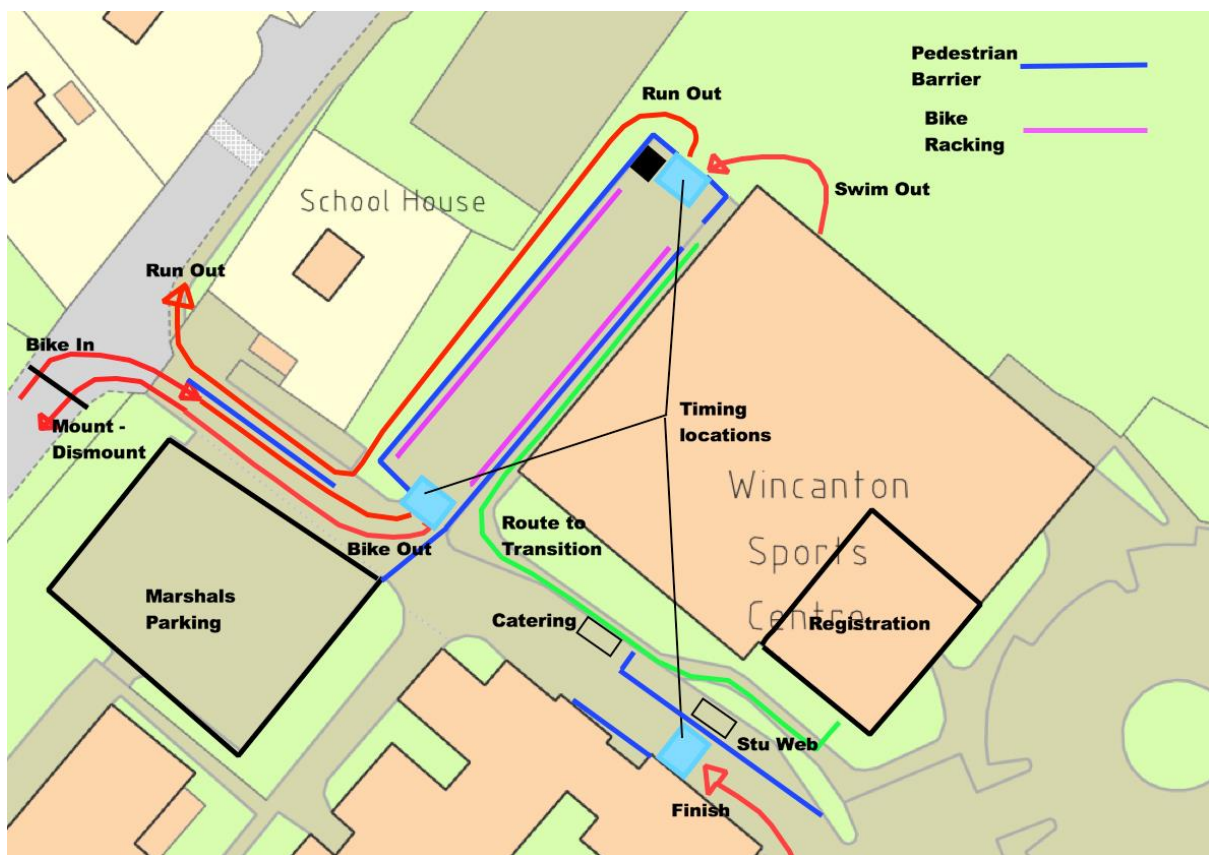 Pedestrian
Barrier
Bike
Racking
Run Out
Swim Out
School House
Run Out
Bike In
Mount -
Dismount
Timing
locations
Wincanton
Sports
Centre
Route to
Transition
Bike Out
Marshals
Parking
Catering
Registration
Stu Web
Finish